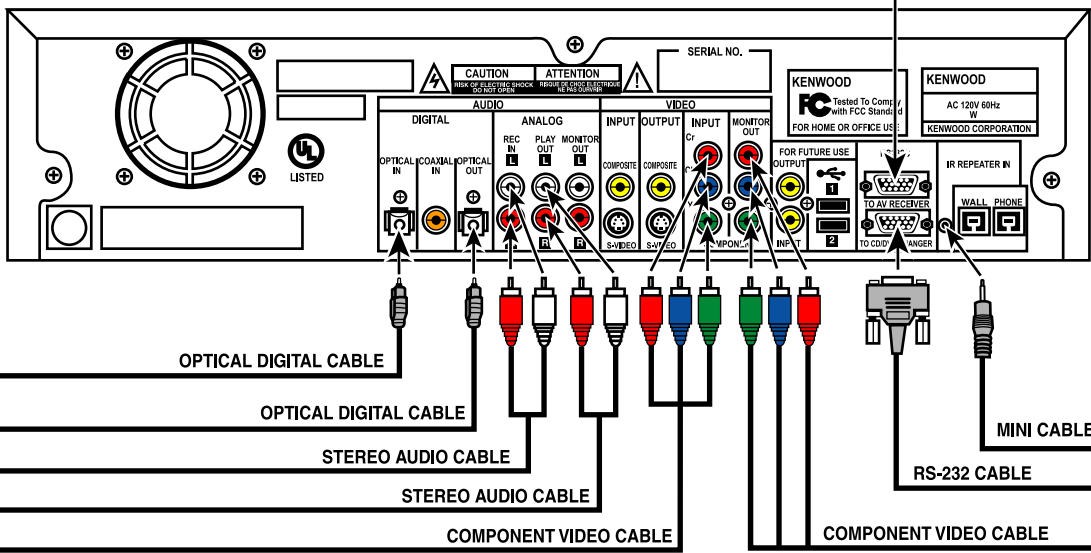 SERIAL NO.
CAUTION
RISK OF ELECTRIC SHOCK
DO NOT OPEN
ATTENTION
RISQUE DE CHOC ELECTRIQUE
NE PAS OURVRIR
KENWOOD
FC Tested To Comply
with FCC Standard
FOR HOME OR OFFICE USE
KENWOOD
AC 120V 60Hz
W
KENWOOD CORPORATION
UL
LISTED
AUDIO
DIGITAL
OPTICAL
IN
COAXIAL
IN
OPTICAL
OUT
ANALOG
REC
IN
L
PLAY
OUT
L
MONITOR
OUT
L
R
R
VIDEO
INPUT
COMPOSITE
S-VIDEO
OUTPUT
COMPOSITE
S-VIDEO
INPUT
Cr
MONITOR
OUT
FOR FUTURE USE
OUTPUT
INPUT
1
2
TO AV RECEIVER
IR REPEATER IN
WALL
PHONE
OPTICAL DIGITAL CABLE
OPTICAL DIGITAL CABLE
STEREO AUDIO CABLE
STEREO AUDIO CABLE
COMPONENT VIDEO CABLE
COMPONENT VIDEO CABLE
RS-232 CABLE
MINI CABLE